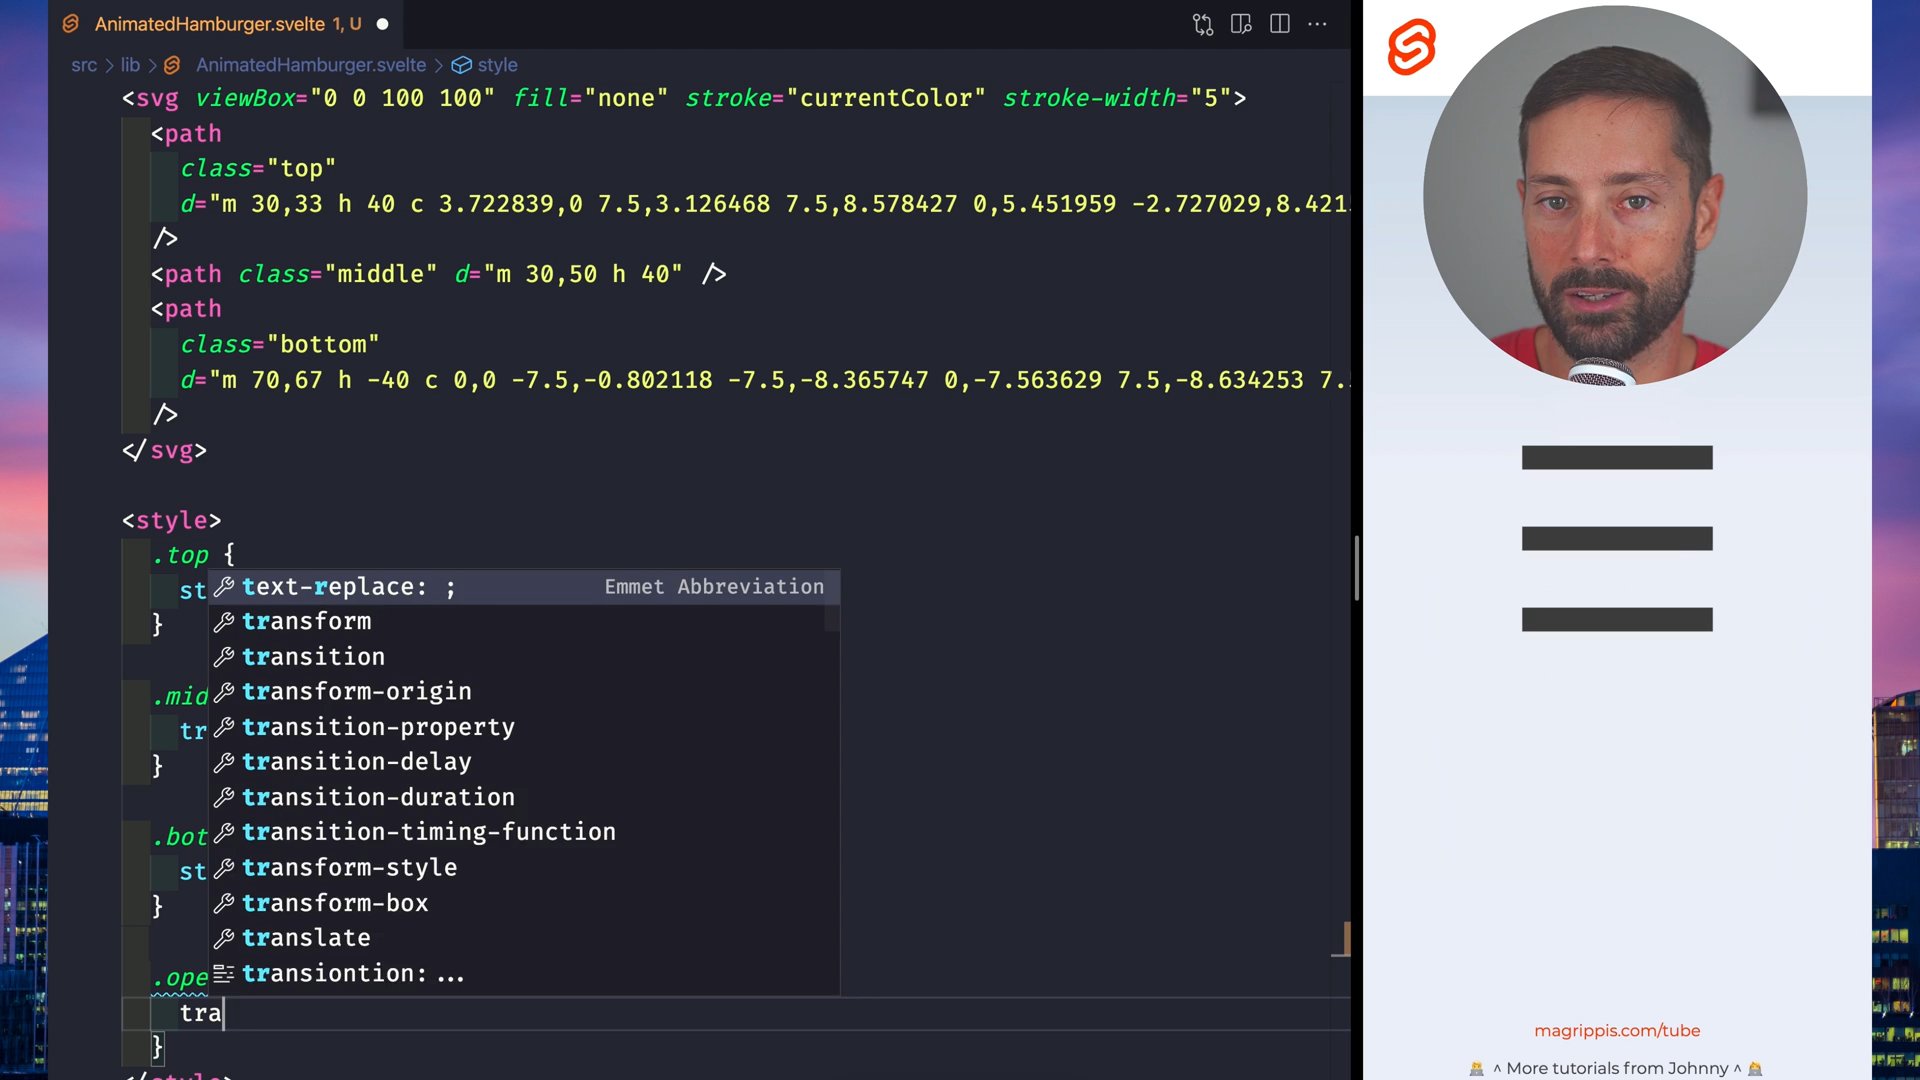 AnimatedHamburger.svelte 1, U
src > lib > AnimatedHamburger.svelte > style
<svg viewBox="0 0 100 100" fill="none" stroke="currentColor" stroke-width="5">
<path
class="top"
d="m 30,33 h 40 c 3.722839,0 7.5,3.126468 7.5,8.578427 0,5.451959 -2.727029,8.421
/>
<path class="middle" d="m 30,50 h 40" />
<path
class="bottom"
d="m 70,67 h -40 c 0,0 -7.5,-0.802118 -7.5,-8.365747 0,-7.563629 7.5,-8.634253 7.
/>
</svg>
<style>
.top {
st
text-replace: ; Emmet Abbreviation
transform
}
transition
transform-origin
.mid
transition-property
tr
transition-delay
}
transition-duration
transition-timing-function
.bot
transform-style
st
transform-box
}
translate
transiontion: ...
.ope
tra
}
</style>
magrippis.com/tube
^ More tutorials from Johnny ^